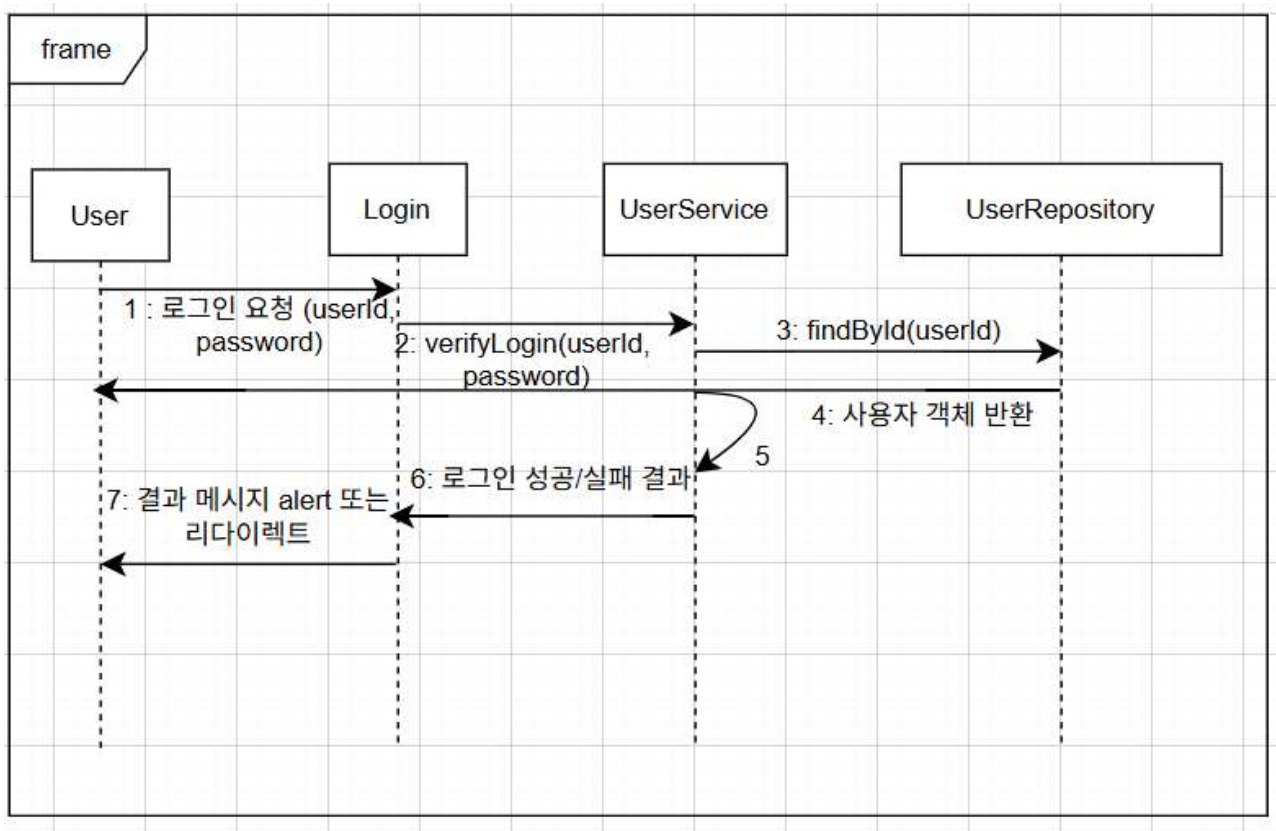 frame
User
Login
UserService
UserRepository
1 : 로그인 요청 (userId,
password)
2: verifyLogin(userId,
password)
3: findById(userId)
4: 사용자 객체 반환
5
6: 로그인 성공/실패 결과
7: 결과 메시지 alert 또는
리다이렉트